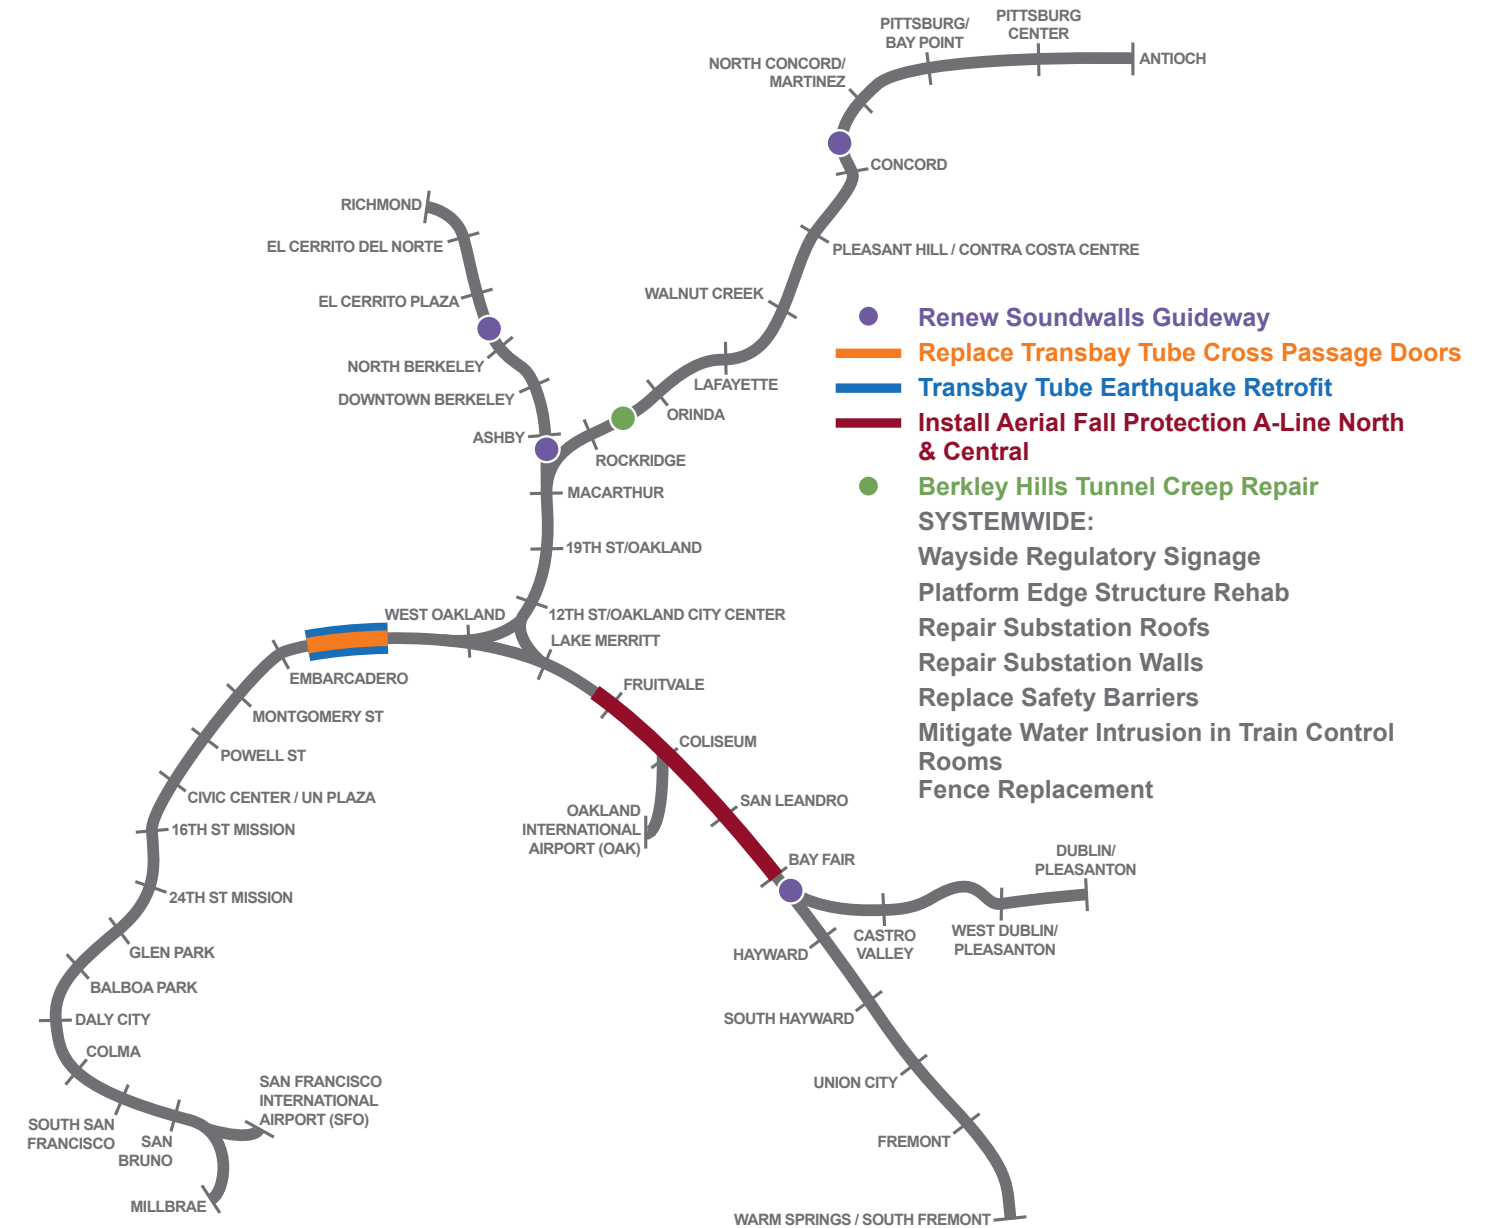 PITTSBURG/
BAY POINT
PITTSBURG
CENTER
ANTIOCH
NORTH CONCORD/
MARTINEZ
CONCORD
RICHMOND
EL CERRITO DEL NORTE
PLEASANT HILL / CONTRA COSTA CENTRE
EL CERRITO PLAZA
WALNUT CREEK
NORTH BERKELEY
LAFAYETTE
DOWNTOWN BERKELEY
ORINDA
ASHBY
ROCKRIDGE
MACARTHUR
19TH ST/OAKLAND
WEST OAKLAND
12TH ST/OAKLAND CITY CENTER
LAKE MERRITT
EMBARCADERO
FRUITVALE
MONTGOMERY ST
COLISEUM
POWELL ST
CIVIC CENTER / UN PLAZA
SAN LEANDRO
OAKLAND
INTERNATIONAL
AIRPORT (OAK)
16TH ST MISSION
BAY FAIR
DUBLIN/
PLEASANTON
24TH ST MISSION
CASTRO
VALLEY
WEST DUBLIN/
PLEASANTON
GLEN PARK
HAYWARD
BALBOA PARK
DALY CITY
SOUTH HAYWARD
COLMA
SAN FRANCISCO
INTERNATIONAL
AIRPORT (SFO)
UNION CITY
SOUTH SAN
FRANCISCO
SAN
BRUNO
FREMONT
MILLBRAE
WARM SPRINGS / SOUTH FREMONT
Renew Soundwalls Guideway
Replace Transbay Tube Cross Passage Doors
Transbay Tube Earthquake Retrofit
Install Aerial Fall Protection A-Line North
& Central
Berkley Hills Tunnel Creep Repair
SYSTEMWIDE:
Wayside Regulatory Signage
Platform Edge Structure Rehab
Repair Substation Roofs
Repair Substation Walls
Replace Safety Barriers
Mitigate Water Intrusion in Train Control
Rooms
Fence Replacement